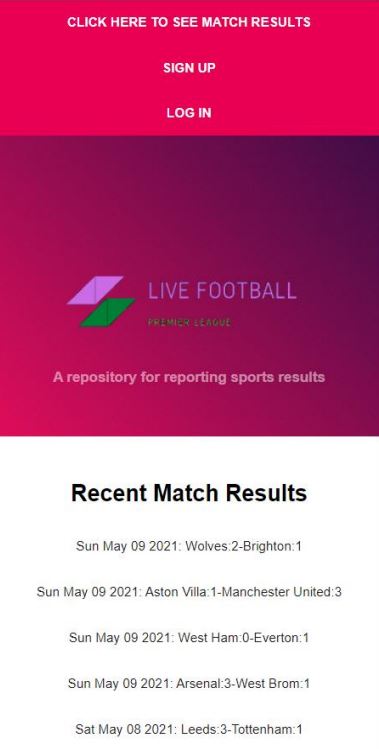 CLICK HERE TO SEE MATCH RESULTS
SIGN UP
LOG IN
LIVE FOOTBALL
PREMIER LEAGUE
A repository for reporting sports results
Recent Match Results
Sun May 09 2021: Wolves:2-Brighton:1
Sun May 09 2021: Aston Villa:1-Manchester United:3
Sun May 09 2021: West Ham:0-Everton:1
Sun May 09 2021: Arsenal:3-West Brom:1
Sat May 08 2021: Leeds:3-Tottenham:1